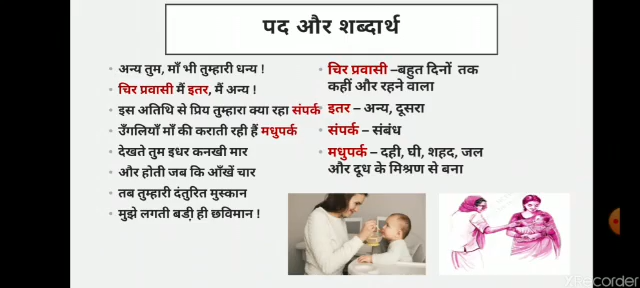 पद और शब्दार्थ
• अन्य तुम, माँ भी तुम्हारी धन्य !
• चिर प्रवासी मैं इतर, मैं अन्य !
• इस अतिथि से प्रिय तुम्हारा क्या रहा संपर्क
• उँगलियाँ माँ की कराती रही हैं मधुपर्क
• देखते तुम इधर कनखी मार
• और होती जब कि आँखें चार
• तब तुम्हारी दंतुरित मुस्कान
• मुझे लगती बड़ी ही छविमान !
• चिर प्रवासी –बहुत दिनों तक
कहीं और रहने वाला
• इतर – अन्य, दूसरा
• संपर्क – संबंध
• मधुपर्क – दही, घी, शहद, जल
और दूध के मिश्रण से बना
XRecorder